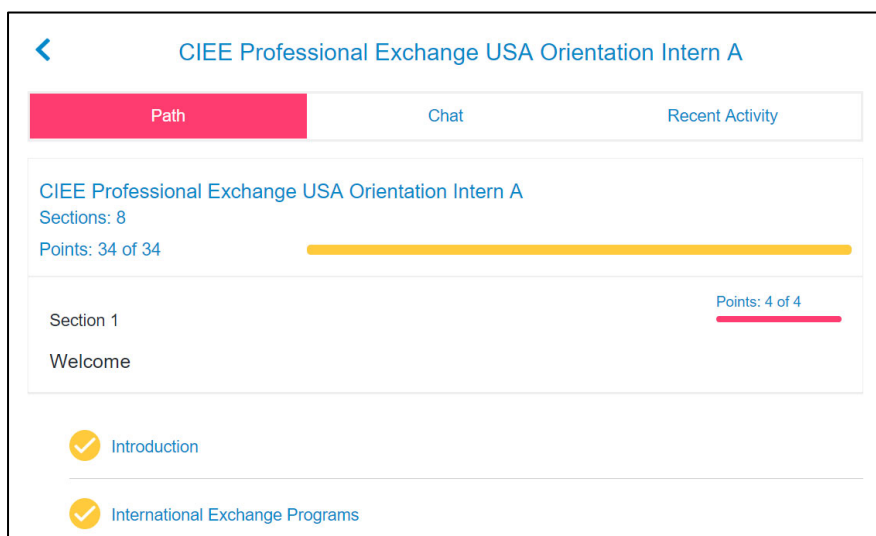 CIEE Professional Exchange USA Orientation Intern A
Path
Chat
Recent Activity
CIEE Professional Exchange USA Orientation Intern A
Sections: 8
Points: 34 of 34
Points: 4 of 4
Section 1
Welcome
Introduction
International Exchange Programs